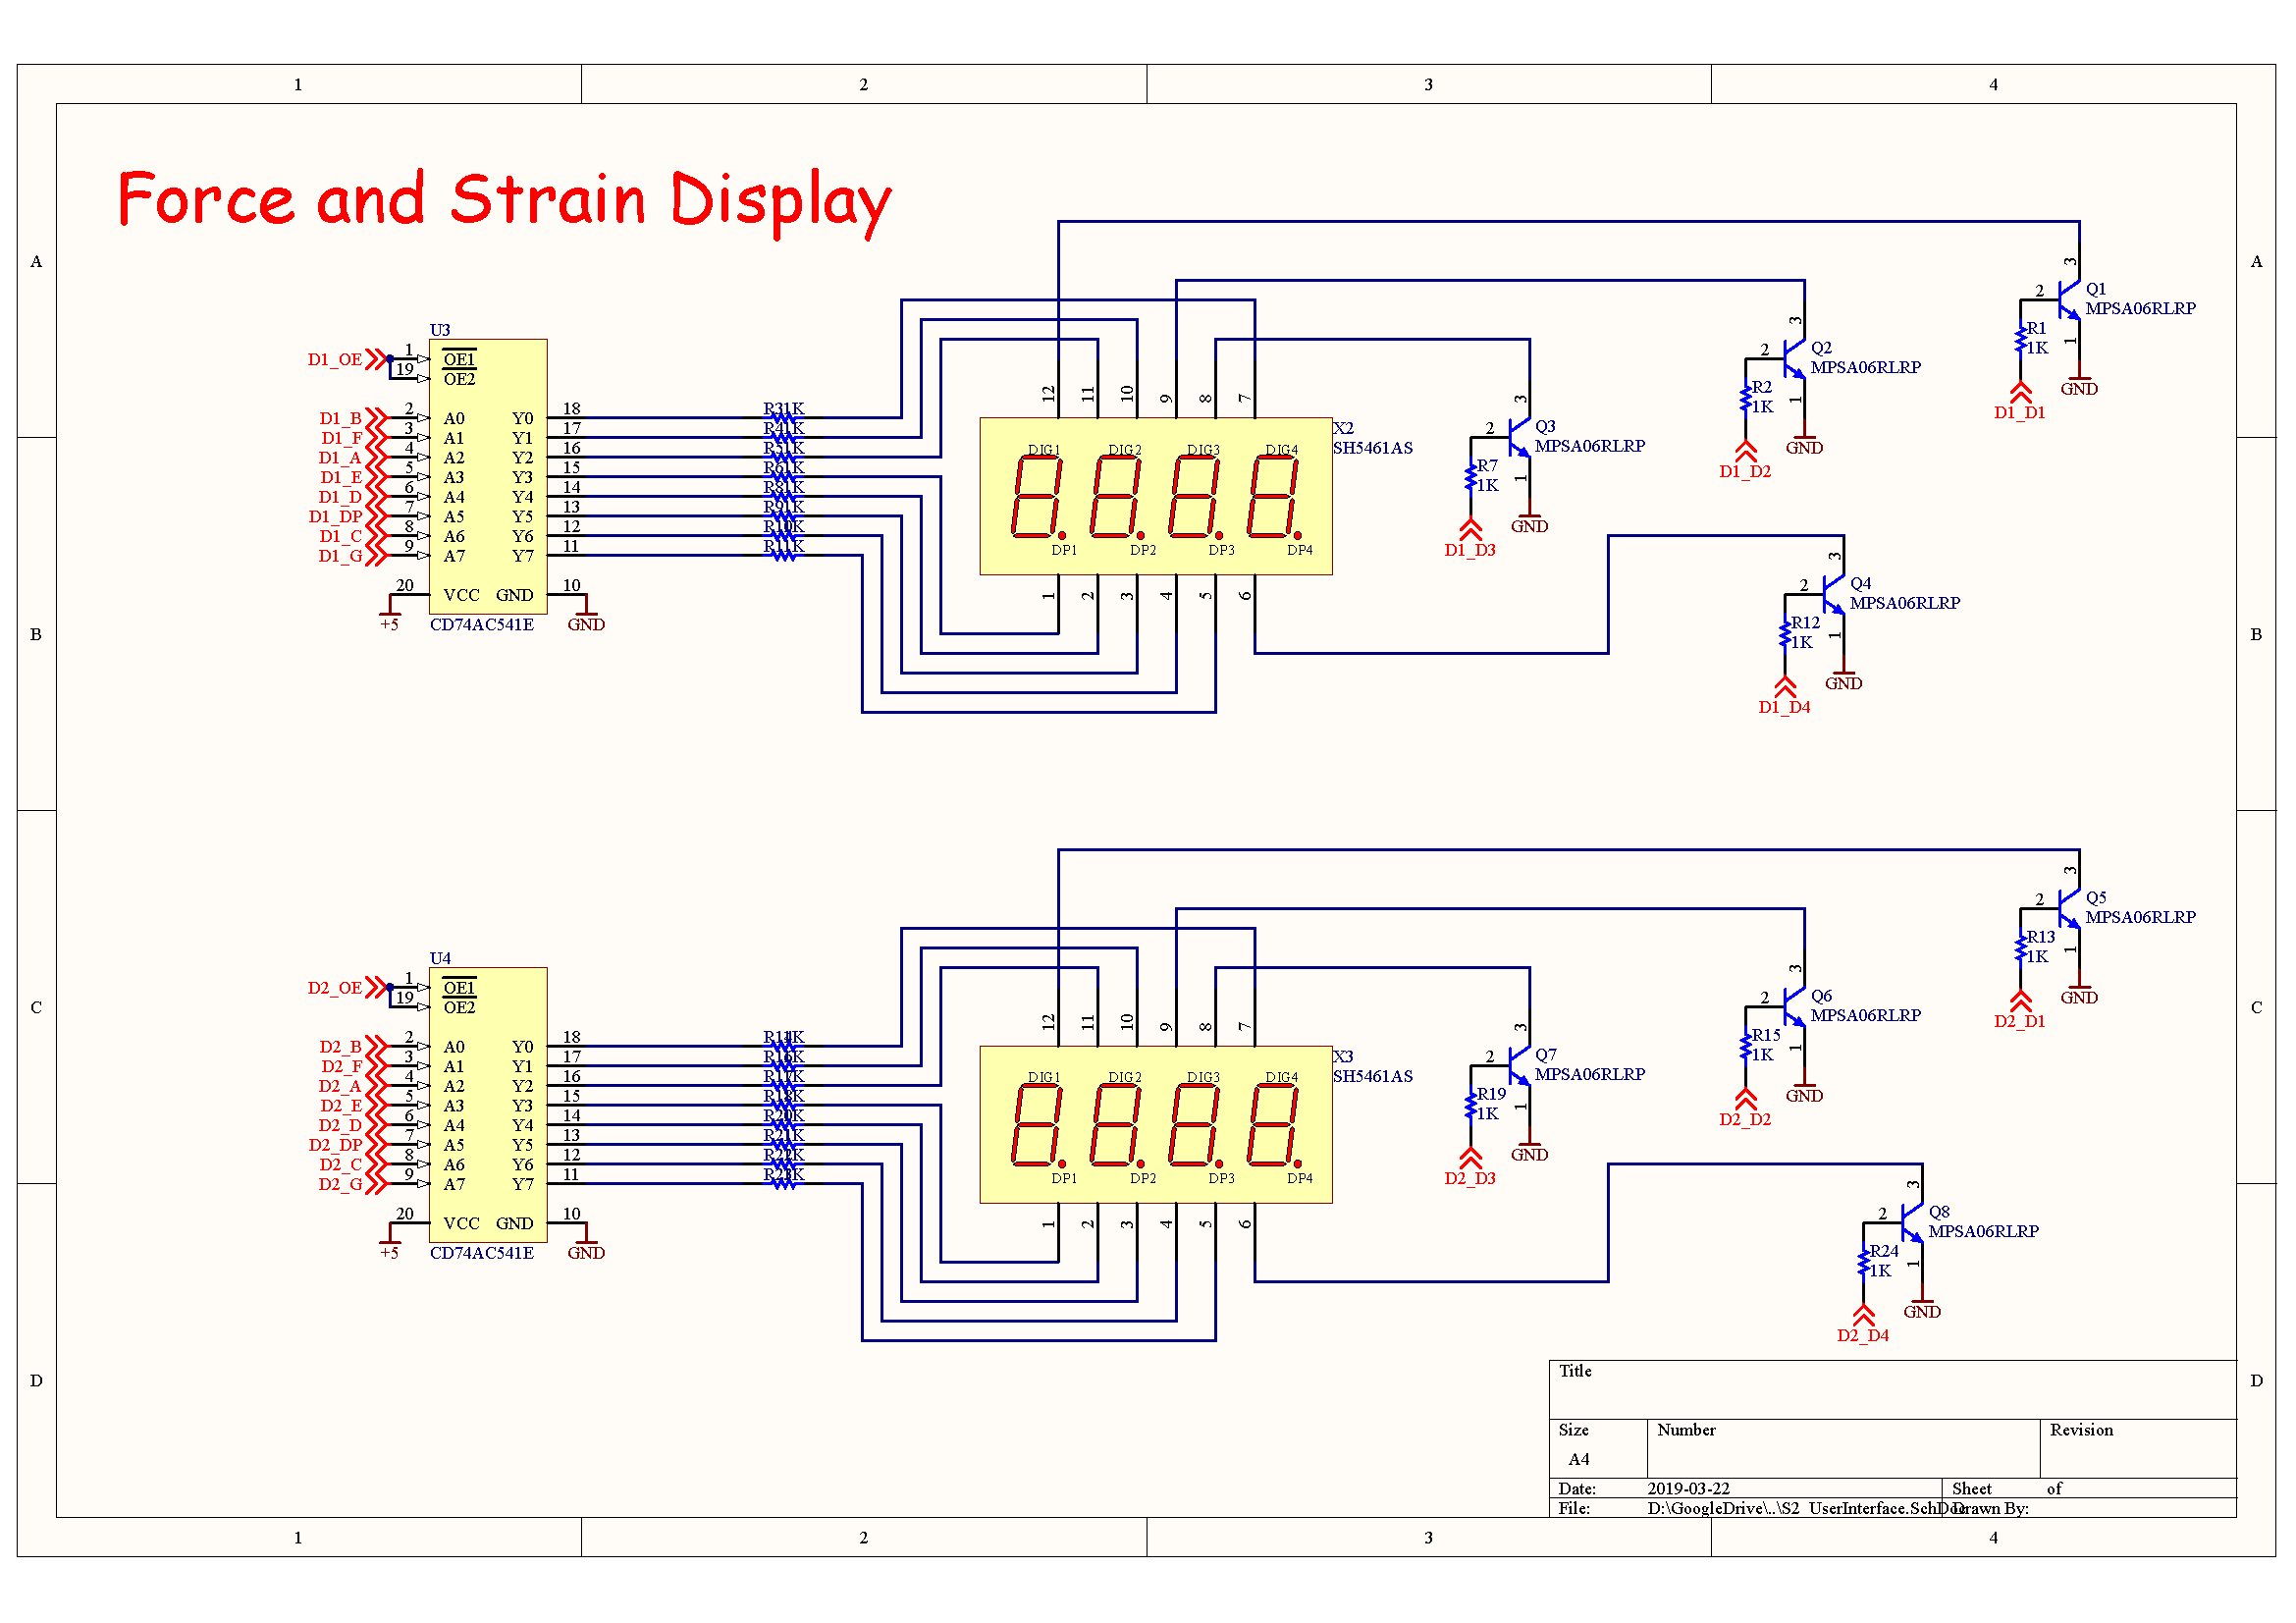 1 2 3 4
A A
Force and Strain Display
U3
D1_OE 1 OE1
19 OE2
D1_B 2 A0 Y0 18 R3 1K
D1_F 3 A1 Y1 17 R4 1K
D1_A 4 A2 Y2 16 R5 1K
D1_E 5 A3 Y3 15 R6 1K
D1_D 6 A4 Y4 14 R8 1K
D1_DP 7 A5 Y5 13 R9 1K
D1_C 8 A6 Y6 12 R10 1K
D1_G 9 A7 Y7 11 R11 1K
20 VCC GND 10
+5 CD74AC541E GND
12 11 10 9 8 7
X2
SH5461AS
DIG1 DIG2 DIG3 DIG4
DP1 DP2 DP3 DP4
1 2 3 4 5 6
3
2 Q1
MPSA06RLRP
R1
1K
1
GND
D1_D1
3
2 Q2
MPSA06RLRP
R2
1K
1
GND
D1_D2
3
2 Q3
MPSA06RLRP
R7
1K
1
GND
D1_D3
3
2 Q4
MPSA06RLRP
R12
1K
1
GND
D1_D4
B B
U4
D2_OE 1 OE1
19 OE2
D2_B 2 A0 Y0 18 R14 1K
D2_F 3 A1 Y1 17 R16 1K
D2_A 4 A2 Y2 16 R17 1K
D2_E 5 A3 Y3 15 R18 1K
D2_D 6 A4 Y4 14 R20 1K
D2_DP 7 A5 Y5 13 R21 1K
D2_C 8 A6 Y6 12 R22 1K
D2_G 9 A7 Y7 11 R23 1K
20 VCC GND 10
+5 CD74AC541E GND
12 11 10 9 8 7
X3
SH5461AS
DIG1 DIG2 DIG3 DIG4
DP1 DP2 DP3 DP4
1 2 3 4 5 6
3
2 Q5
MPSA06RLRP
R13
1K
1
GND
D2_D1
3
2 Q6
MPSA06RLRP
R15
1K
1
GND
D2_D2
3
2 Q7
MPSA06RLRP
R19
1K
1
GND
D2_D3
3
2 Q8
MPSA06RLRP
R24
1K
1
GND
D2_D4
C C
D D
Title
Size Number Revision
A4
Date: 2019-03-22 Sheet of
File: D:\GoogleDrive\..\S2 UserInterface.SchDoc Drawn By:
1 2 3 4